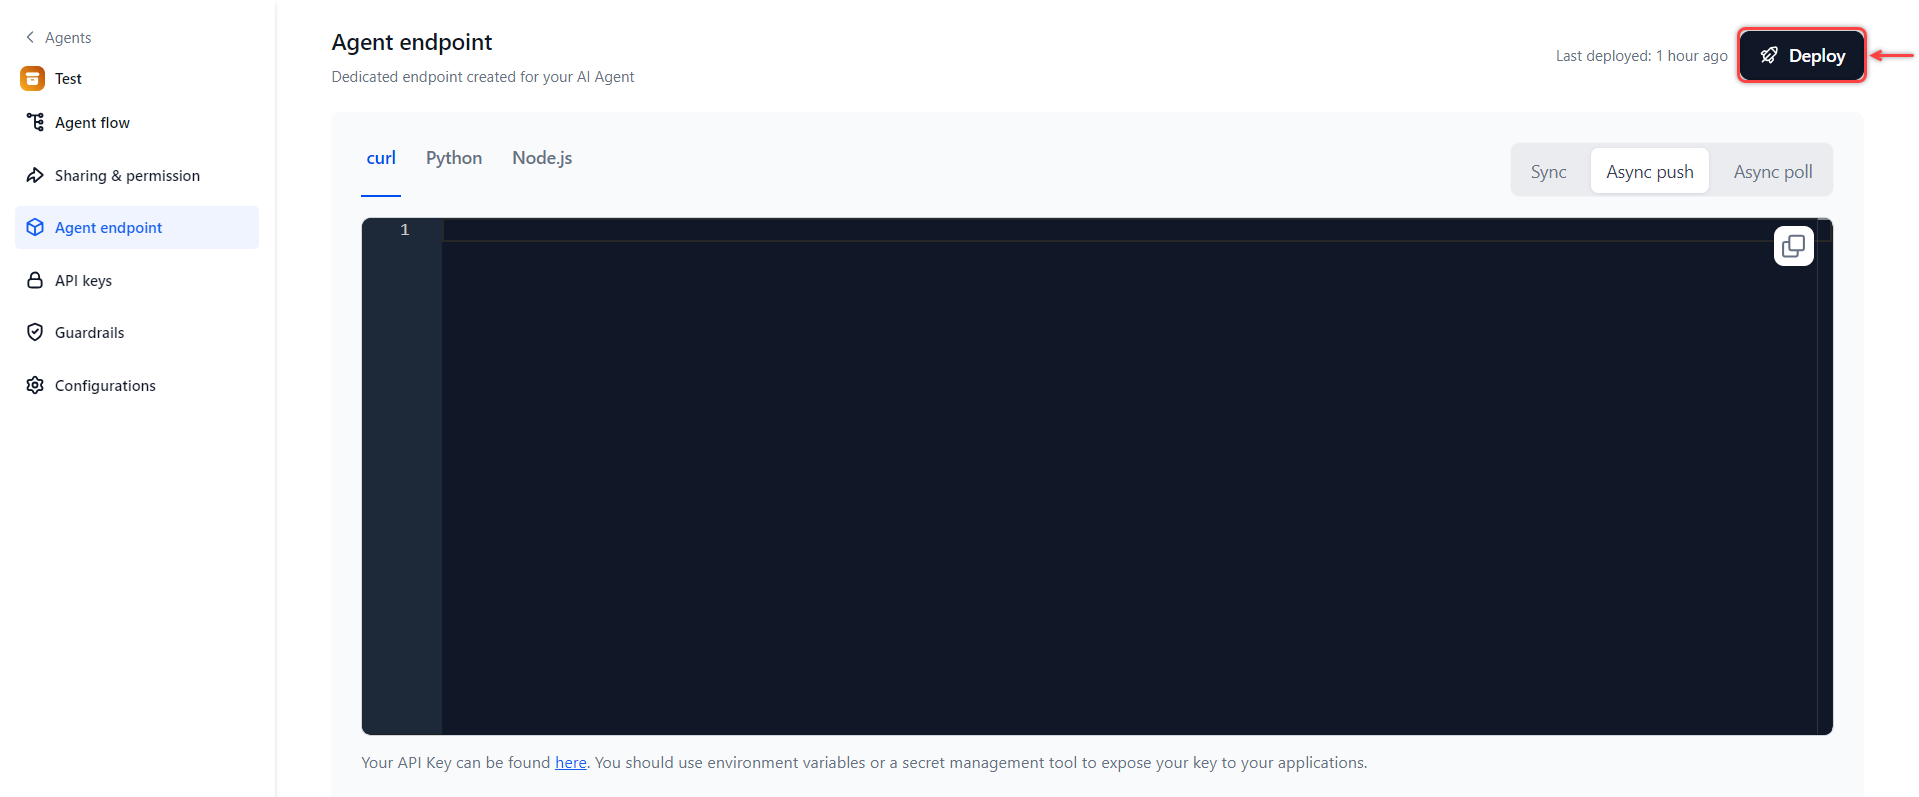 Agents
Test
Agent flow
Sharing & permission
Agent endpoint
API keys
Guardrails
Configurations
Agent endpoint
Dedicated endpoint created for your AI Agent
Last deployed: 1 hour ago
Deploy
curl Python Node.js
Sync Async push Async poll
1
Your API Key can be found here. You should use environment variables or a secret management tool to expose your key to your applications.